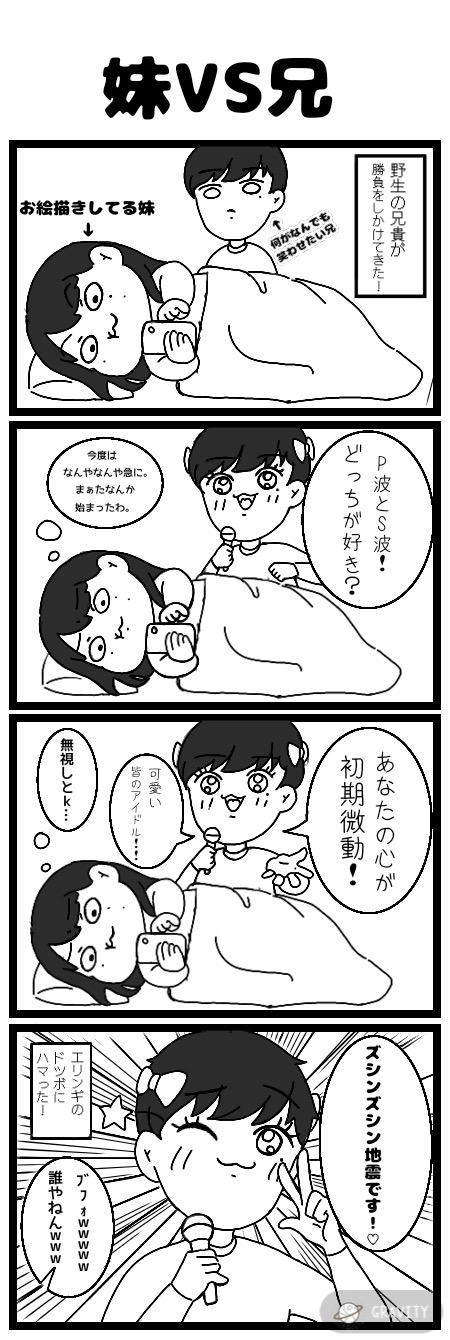 妹VS兄
野生の兄貴が
勝負をしかけてきた!
お絵描きしてる妹
↓
↑
何がなんでも
笑わせたい兄
P波とS波!
どっちが好き?
今度は
なんやなんや急に。
まぁたなんか
始まったわ。
あなたの心が
初期微動!
可愛い
皆のアイドル!!
無視しとk…
ズシンズシン地震です!♡
エリンギの
ドツボに
ハマった!
ブフォwwwww
誰やねんwww
GRAVITY